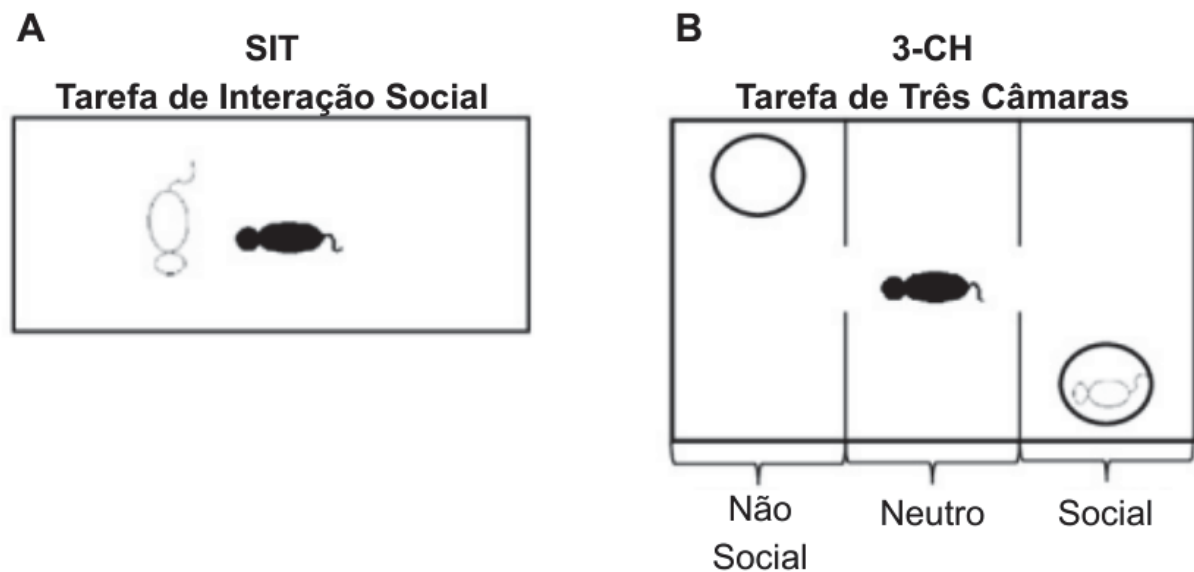 A
SIT
Tarefa de Interação Social
B
3-CH
Tarefa de Três Câmaras
Não
Social
Neutro
Social